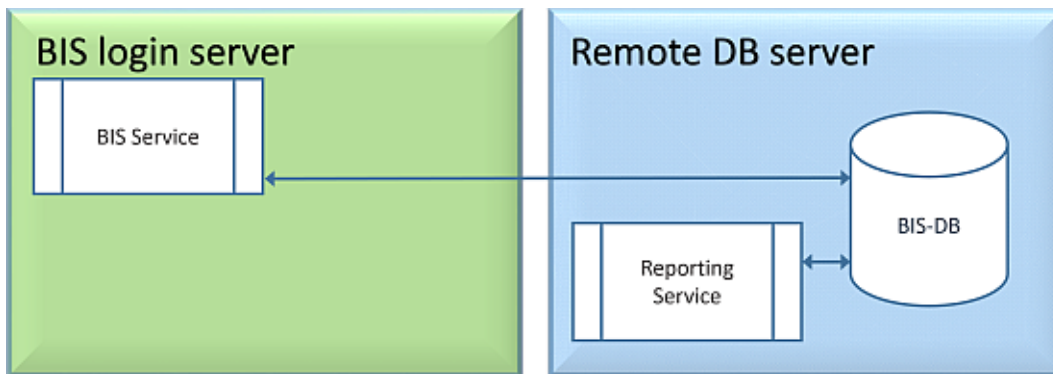 BIS login server
Remote DB server
BIS Service
BIS-DB
Reporting
Service